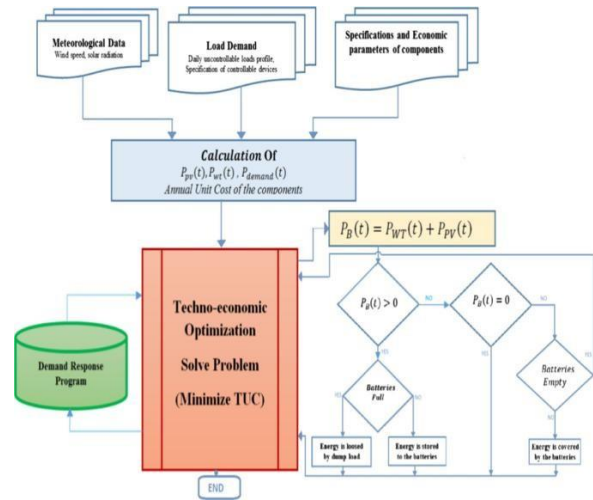 Meteorological Data
Wind speed, solar radiation
Load Demand
Daily uncontrollable loads profile,
Specification of controllable devices
Specifications and Economic
parameters of components
Calculation Of
P_pv(t), P_wt(t), P_demand(t)
Annual Unit Cost of the components
P_B(t) = P_WT(t) + P_PV(t)
Techno-economic
Optimization
Solve Problem
(Minimize TUC)
Demand Response
Program
P_B(t) > 0
NO
P_B(t) = 0
NO
YES
YES
Batteries
Full
Batteries
Empty
YES
NO
YES
NO
Energy is loused
by dump load
Energy is stored
to the batteries
Energy is covered
by the batteries
END